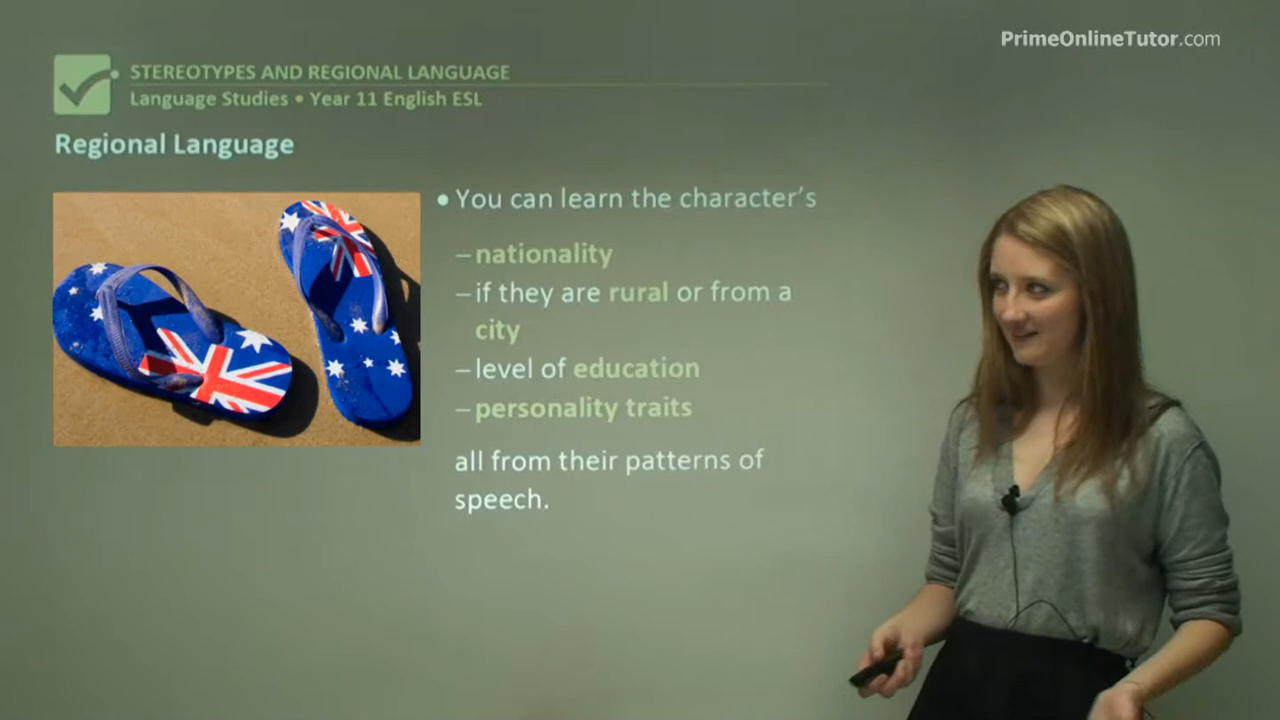 PrimeOnlineTutor.com
STEREOTYPES AND REGIONAL LANGUAGE
Language Studies • Year 11 English ESL
Regional Language
• You can learn the character's
– nationality
– if they are rural or from a
city
– level of education
– personality traits
all from their patterns of
speech.